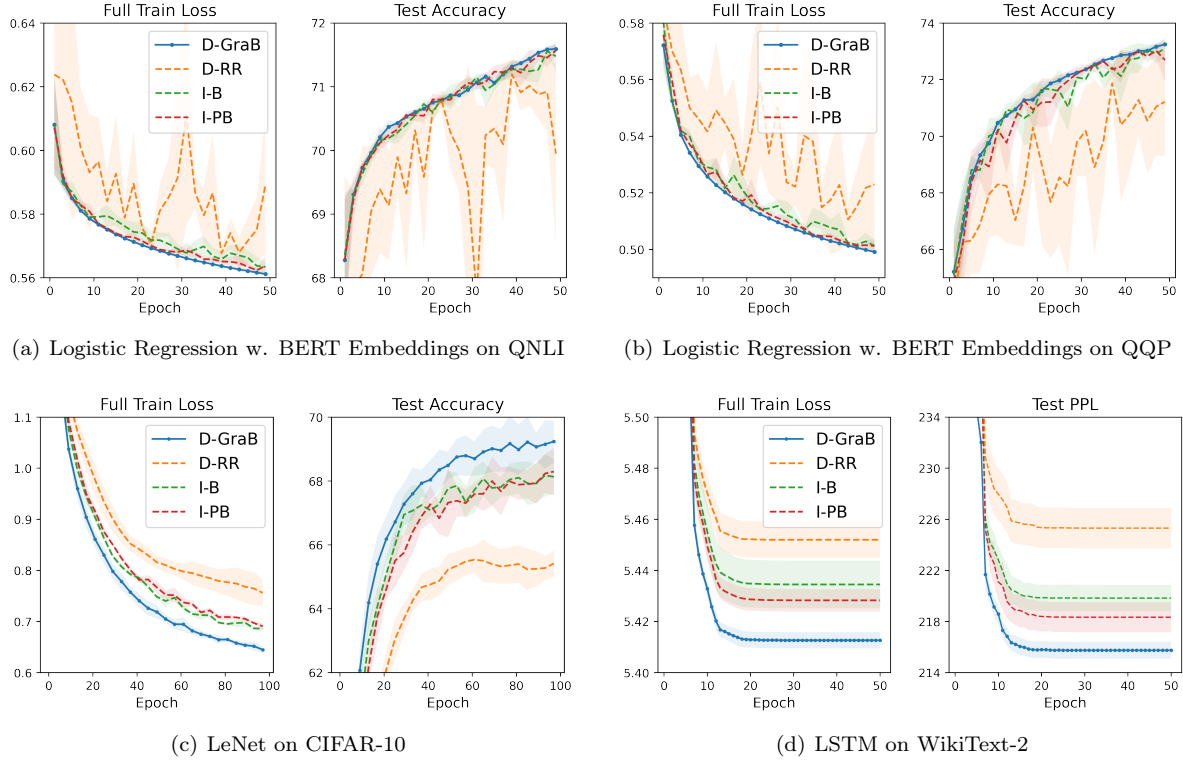 Full Train Loss
0.64
0.62
0.60
0.58
0.56
0 10 20 30 40 50
Epoch
D-GraB
D-RR
I-B
I-PB
Test Accuracy
72
71
70
69
68
0 10 20 30 40 50
Epoch
(a) Logistic Regression w. BERT Embeddings on QNLI
Full Train Loss
0.58
0.56
0.54
0.52
0.50
0 10 20 30 40 50
Epoch
D-GraB
D-RR
I-B
I-PB
Test Accuracy
74
72
70
68
66
0 10 20 30 40 50
Epoch
(b) Logistic Regression w. BERT Embeddings on QQP
Full Train Loss
1.1
1.0
0.9
0.8
0.7
0.6
0 20 40 60 80 100
Epoch
D-GraB
D-RR
I-B
I-PB
Test Accuracy
70
68
66
64
62
0 20 40 60 80 100
Epoch
(c) LeNet on CIFAR-10
Full Train Loss
5.50
5.48
5.46
5.44
5.42
5.40
0 10 20 30 40 50
Epoch
D-GraB
D-RR
I-B
I-PB
Test PPL
234
230
226
222
218
214
0 10 20 30 40 50
Epoch
(d) LSTM on WikiText-2